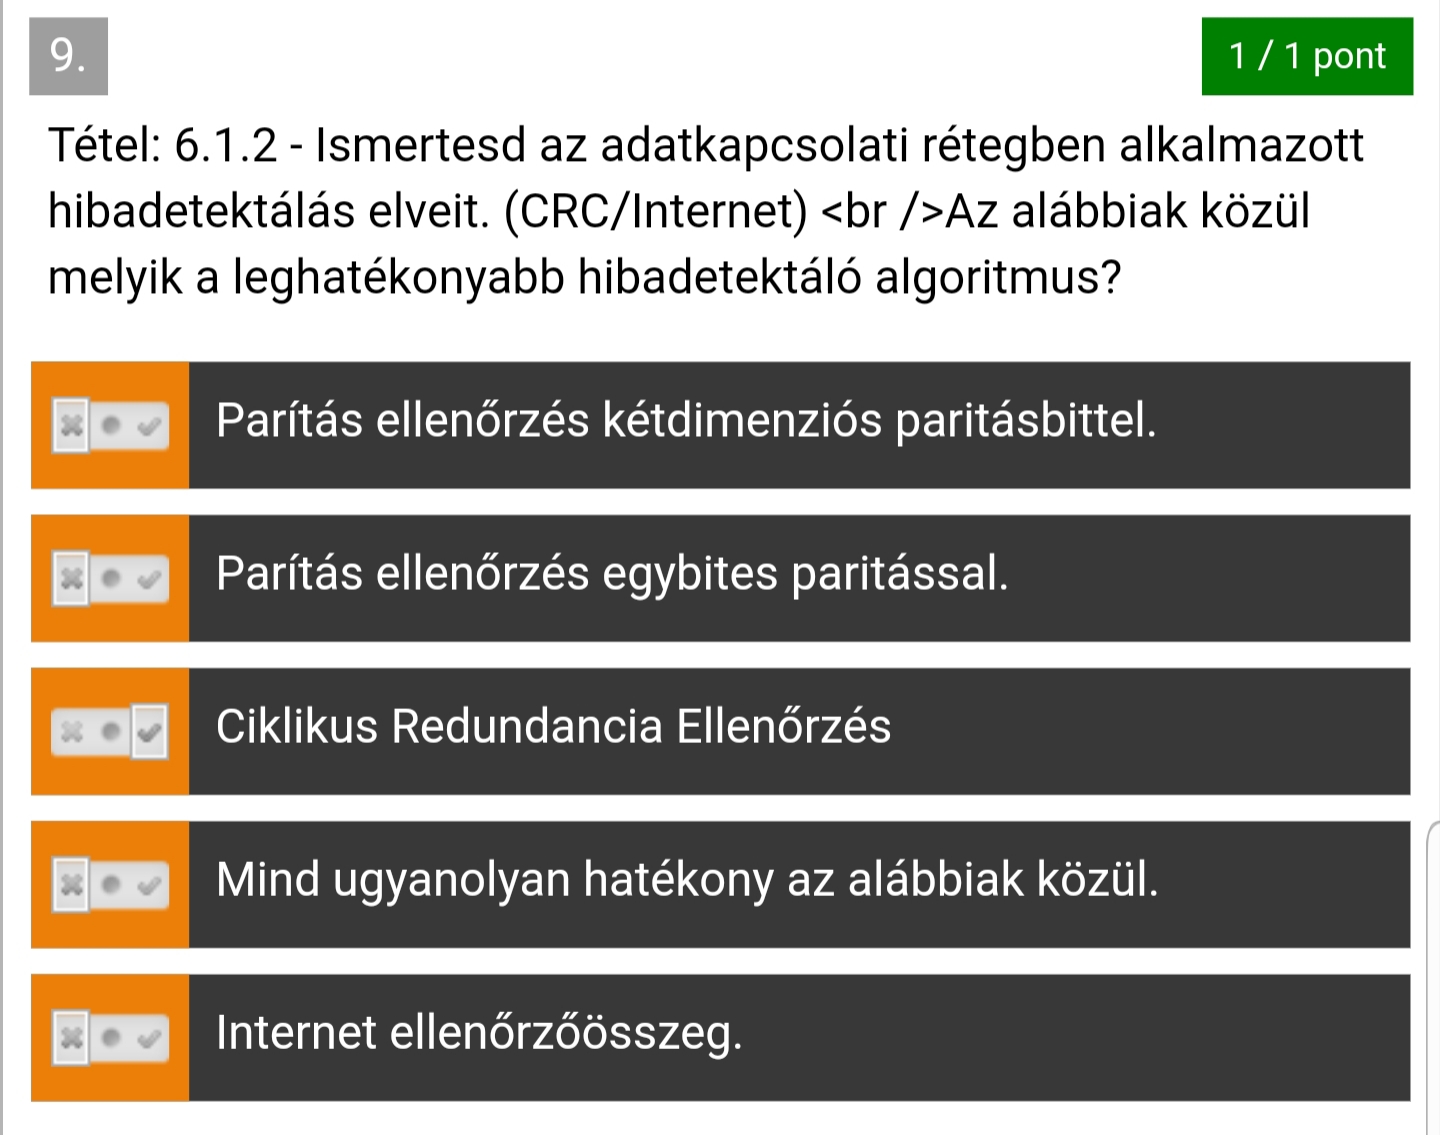 9.
1 / 1 pont
Tétel: 6.1.2 - Ismertesd az adatkapcsolati rétegben alkalmazott
hibadetektálás elveit. (CRC/Internet) <br />Az alábbiak közül
melyik a leghatékonyabb hibadetektáló algoritmus?
Parítás ellenőrzés kétdimenziós paritásbittel.
Parítás ellenőrzés egybites paritással.
Ciklikus Redundancia Ellenőrzés
Mind ugyanolyan hatékony az alábbiak közül.
Internet ellenőrzőösszeg.